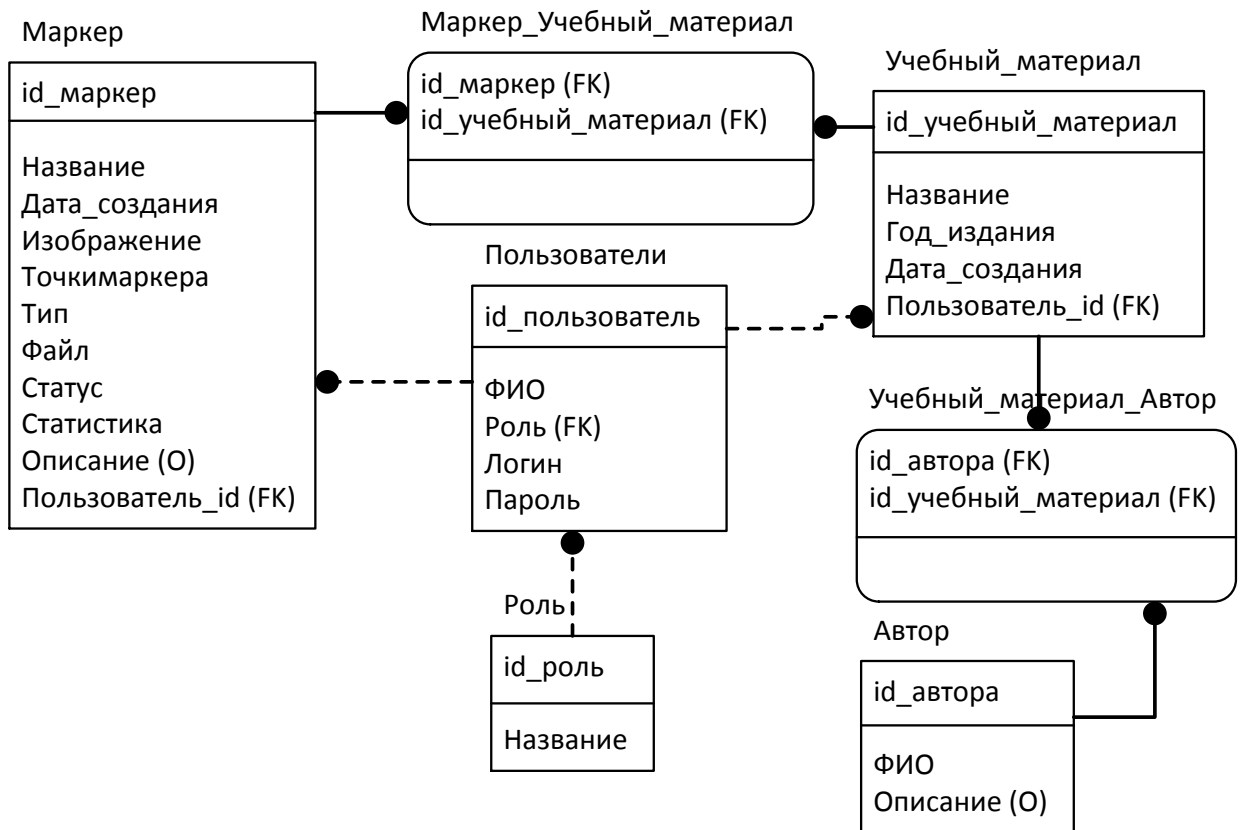 Маркер
id_маркер
Название
Дата_создания
Изображение
Точкимаркера
Тип
Файл
Статус
Статистика
Описание (О)
Пользователь_id (FK)
Маркер_Учебный_материал
id_маркер (FK)
id_учебный_материал (FK)
Учебный_материал
id_учебный_материал
Название
Год_издания
Дата_создания
Пользователь_id (FK)
Пользователи
id_пользователь
ФИО
Роль (FK)
Логин
Пароль
Учебный_материал_Автор
id_автора (FK)
id_учебный_материал (FK)
Роль
id_роль
Название
Автор
id_автора
ФИО
Описание (О)